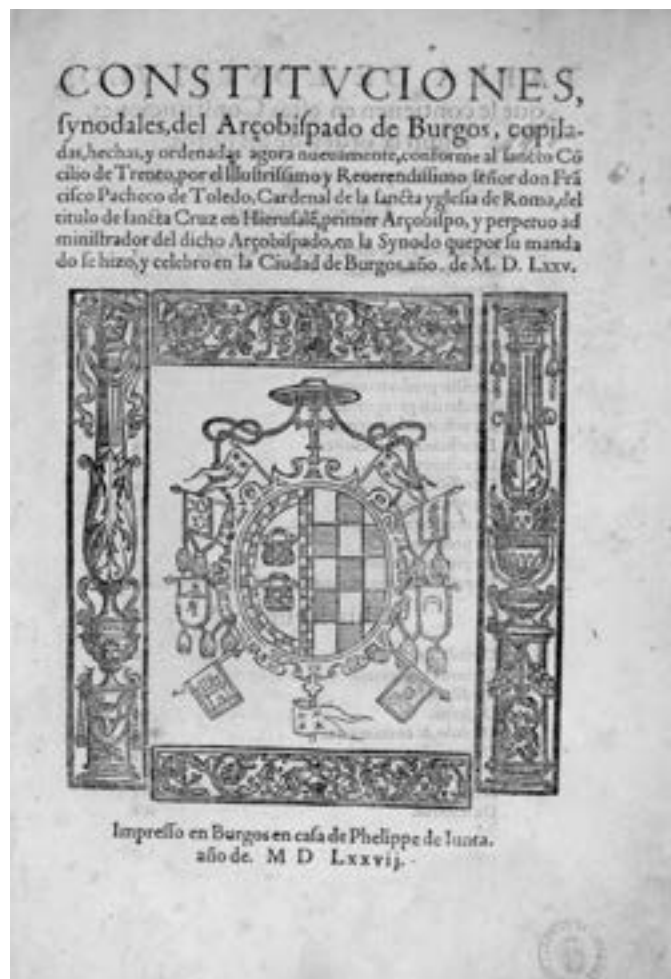 CONSTITVCIONES,
ſynodales, del Arçobiſpado de Burgos, copila-
das, hechas, y ordenadas agora nueuamente, conforme al ſancto Cõ
cilio de Trento, por el Illuſtriſsimo y Reuerendiſsimo ſeñor don Frã
ciſco Pacheco de Toledo, Cardenal de la ſancta ygleſia de Roma, del
titulo de ſancta Cruz en Hieruſalẽ, primer Arçobiſpo, y perpetuo ad
miniſtrador del dicho Arçobiſpado, en la Synodo que por ſu manda
do ſe hizo, y celebro en la Ciudad de Burgos, año. de M. D. Lxxv.
Impreſſo en Burgos en caſa de Phelippe de Iunta.
año de. M D Lxxvij.